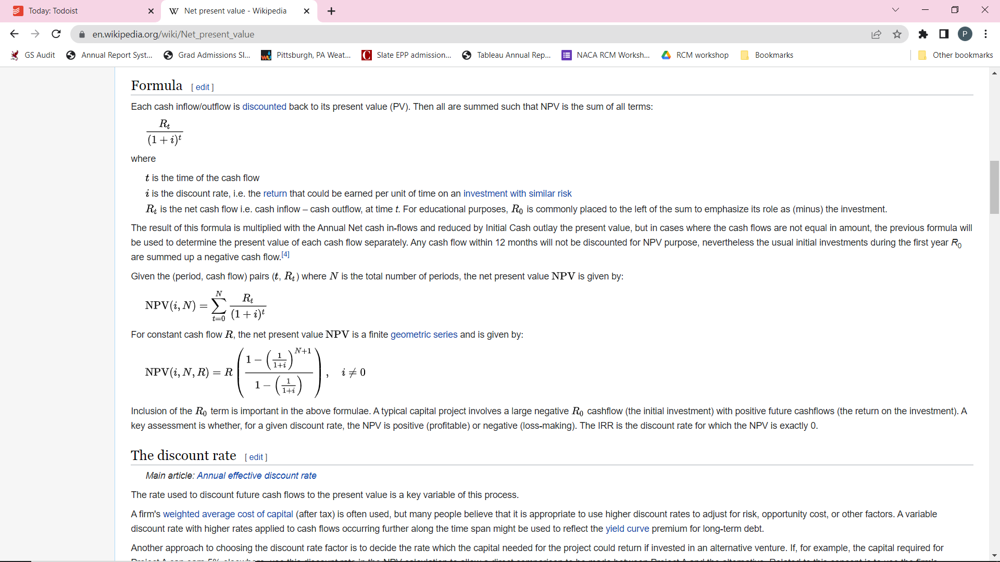 Today: Todoist
W Net present value - Wikipedia
en.wikipedia.org/wiki/Net_present_value
P
GS Audit
Annual Report Syst...
Grad Admissions Sl...
Pittsburgh, PA Weat...
C Slate EPP admission...
Tableau Annual Rep...
NACA RCM Worksh...
RCM workshop
Bookmarks
Other bookmarks
Formula [ edit ]
Each cash inflow/outflow is discounted back to its present value (PV). Then all are summed such that NPV is the sum of all terms:
R_t
(1 + i)^t
where
t is the time of the cash flow
i is the discount rate, i.e. the return that could be earned per unit of time on an investment with similar risk
R_t is the net cash flow i.e. cash inflow – cash outflow, at time t. For educational purposes, R_0 is commonly placed to the left of the sum to emphasize its role as (minus) the investment.
The result of this formula is multiplied with the Annual Net cash in-flows and reduced by Initial Cash outlay the present value, but in cases where the cash flows are not equal in amount, the previous formula will
be used to determine the present value of each cash flow separately. Any cash flow within 12 months will not be discounted for NPV purpose, nevertheless the usual initial investments during the first year R_0
are summed up a negative cash flow.[4]
Given the (period, cash flow) pairs (t, R_t) where N is the total number of periods, the net present value NPV is given by:
NPV(i, N) = ∑_{t=0}^{N} R_t / (1 + i)^t
For constant cash flow R, the net present value NPV is a finite geometric series and is given by:
NPV(i, N, R) = R ( (1 − (1/(1+i))^{N+1}) / (1 − (1/(1+i))) ), i ≠ 0
Inclusion of the R_0 term is important in the above formulae. A typical capital project involves a large negative R_0 cashflow (the initial investment) with positive future cashflows (the return on the investment). A
key assessment is whether, for a given discount rate, the NPV is positive (profitable) or negative (loss-making). The IRR is the discount rate for which the NPV is exactly 0.
The discount rate [ edit ]
Main article: Annual effective discount rate
The rate used to discount future cash flows to the present value is a key variable of this process.
A firm's weighted average cost of capital (after tax) is often used, but many people believe that it is appropriate to use higher discount rates to adjust for risk, opportunity cost, or other factors. A variable
discount rate with higher rates applied to cash flows occurring further along the time span might be used to reflect the yield curve premium for long-term debt.
Another approach to choosing the discount rate factor is to decide the rate which the capital needed for the project could return if invested in an alternative venture. If, for example, the capital required for